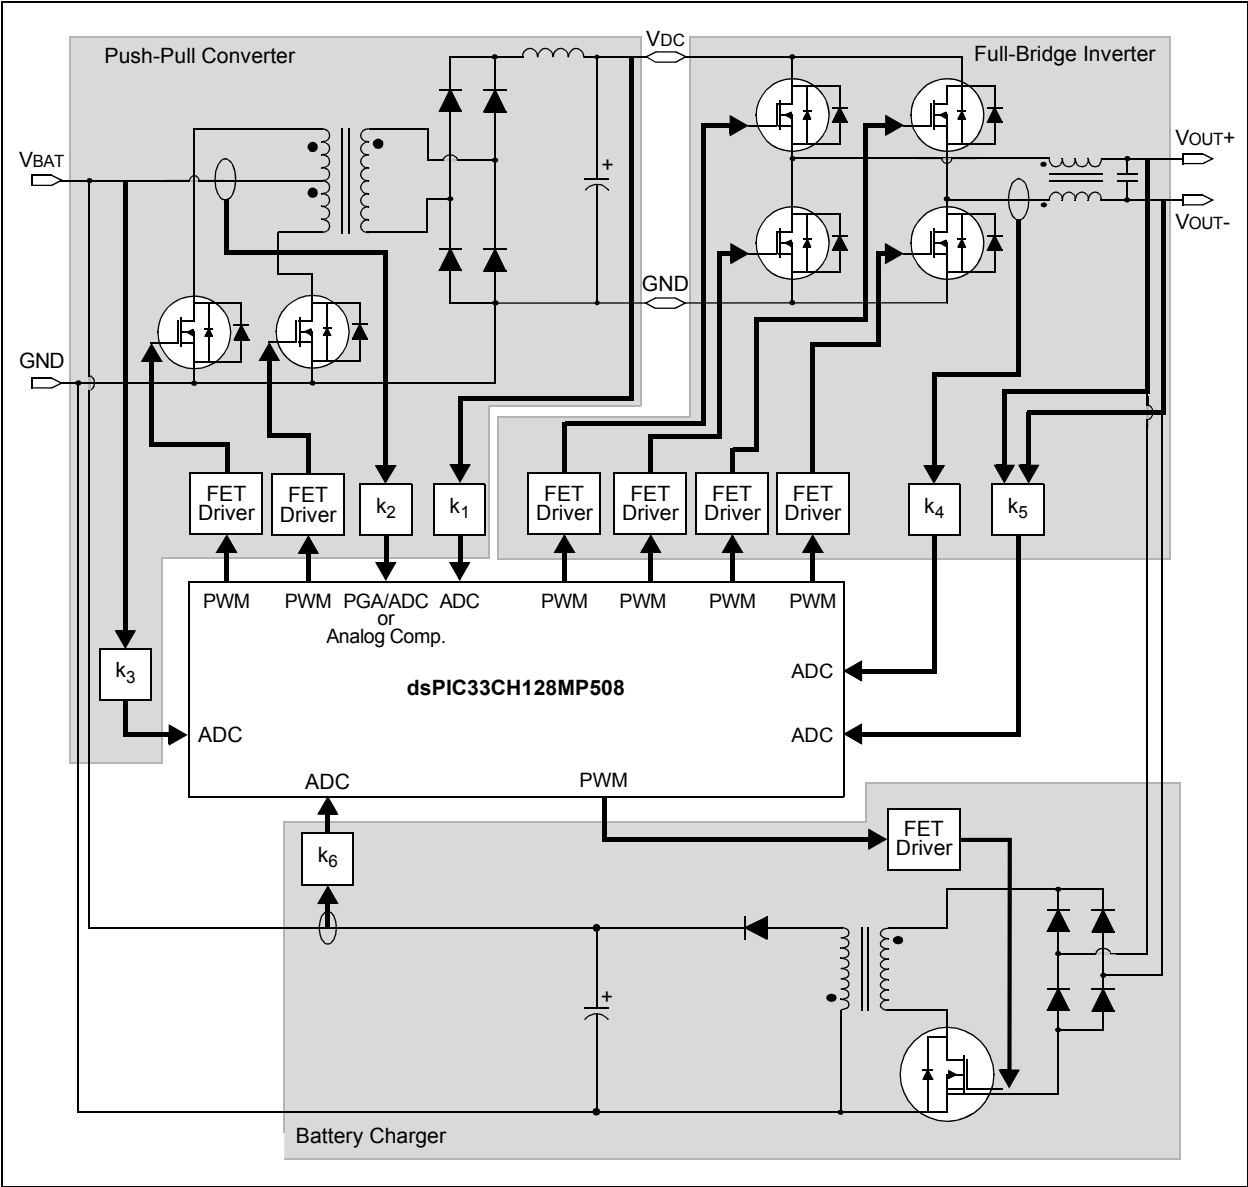 Push-Pull Converter
VDC
Full-Bridge Inverter
VOUT+
VBAT
+
VOUT-
GND
GND
FET
Driver
FET
Driver
k2
k1
FET
Driver
FET
Driver
FET
Driver
FET
Driver
k4
k5
PWM
PWM
PGA/ADC
or
Analog Comp.
ADC
PWM
PWM
PWM
PWM
k3
ADC
dsPIC33CH128MP508
ADC
ADC
ADC
PWM
FET
Driver
k6
+
Battery Charger